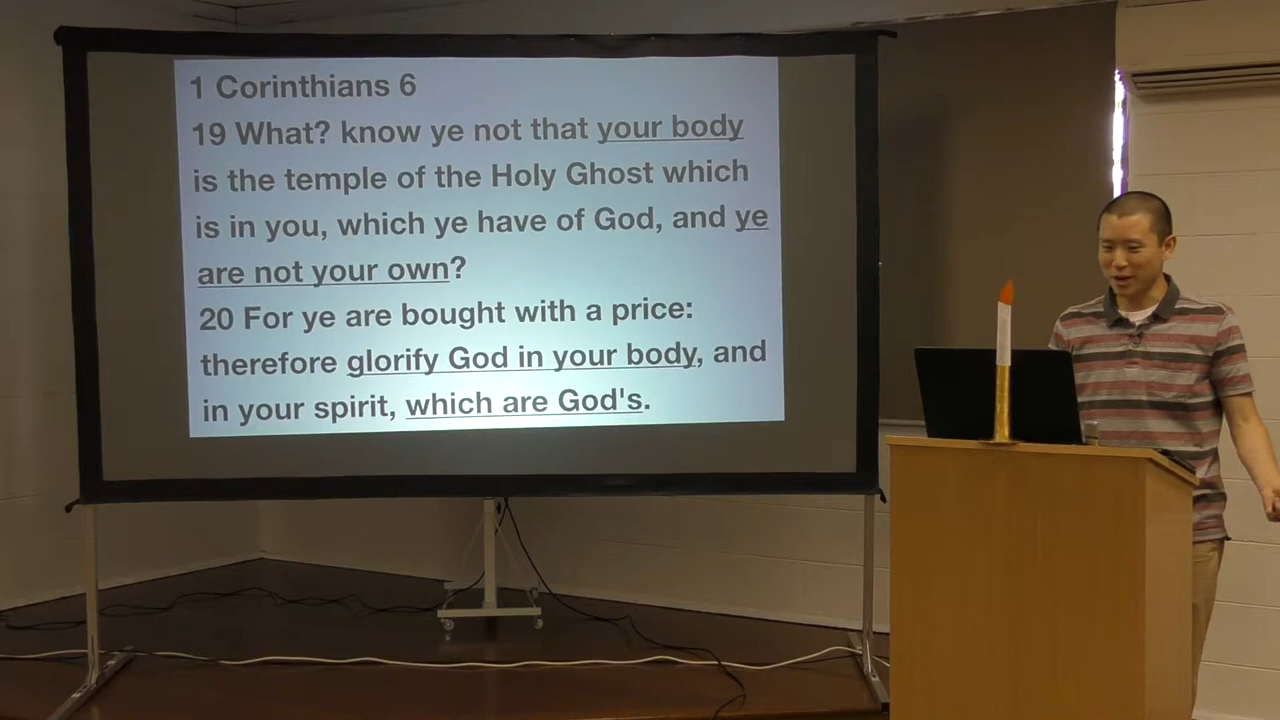 1 Corinthians 6
19 What? know ye not that your body
is the temple of the Holy Ghost which
is in you, which ye have of God, and ye
are not your own?
20 For ye are bought with a price:
therefore glorify God in your body, and
in your spirit, which are God's.